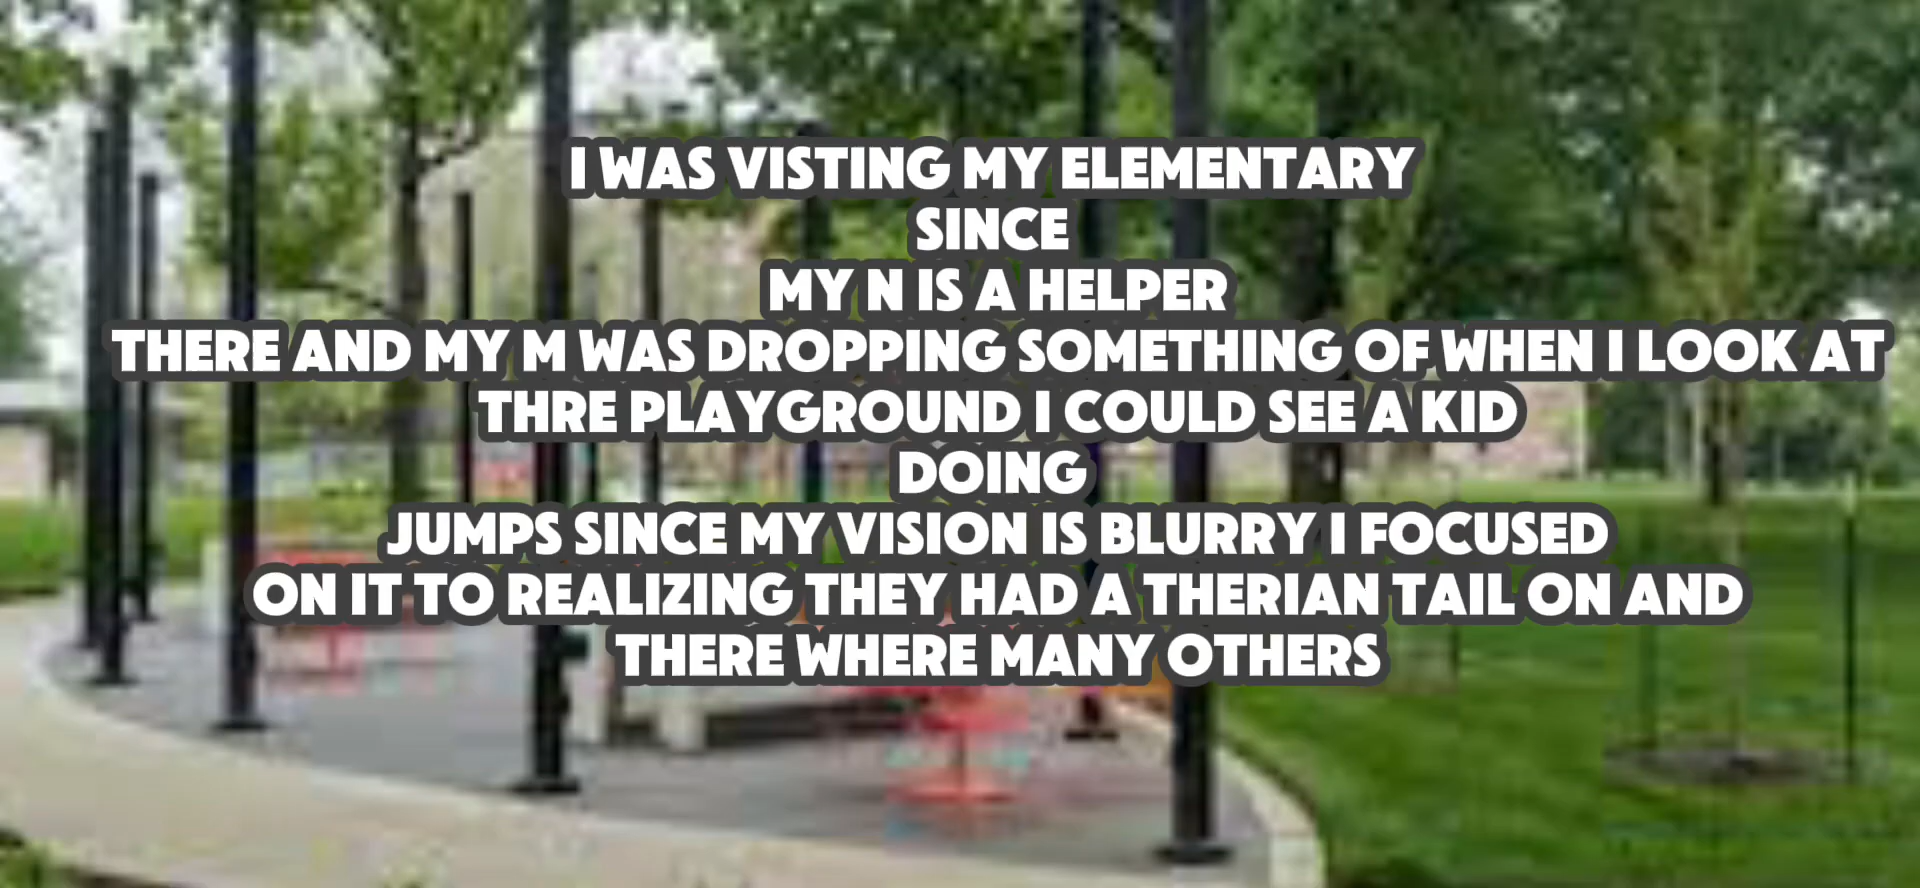 I WAS VISTING MY ELEMENTARY
SINCE
MY N IS A HELPER
THERE AND MY M WAS DROPPING SOMETHING OF WHEN I LOOK AT
THRE PLAYGROUND I COULD SEE A KID
DOING
JUMPS SINCE MY VISION IS BLURRY I FOCUSED
ON IT TO REALIZING THEY HAD A THERIAN TAIL ON AND
THERE WHERE MANY OTHERS